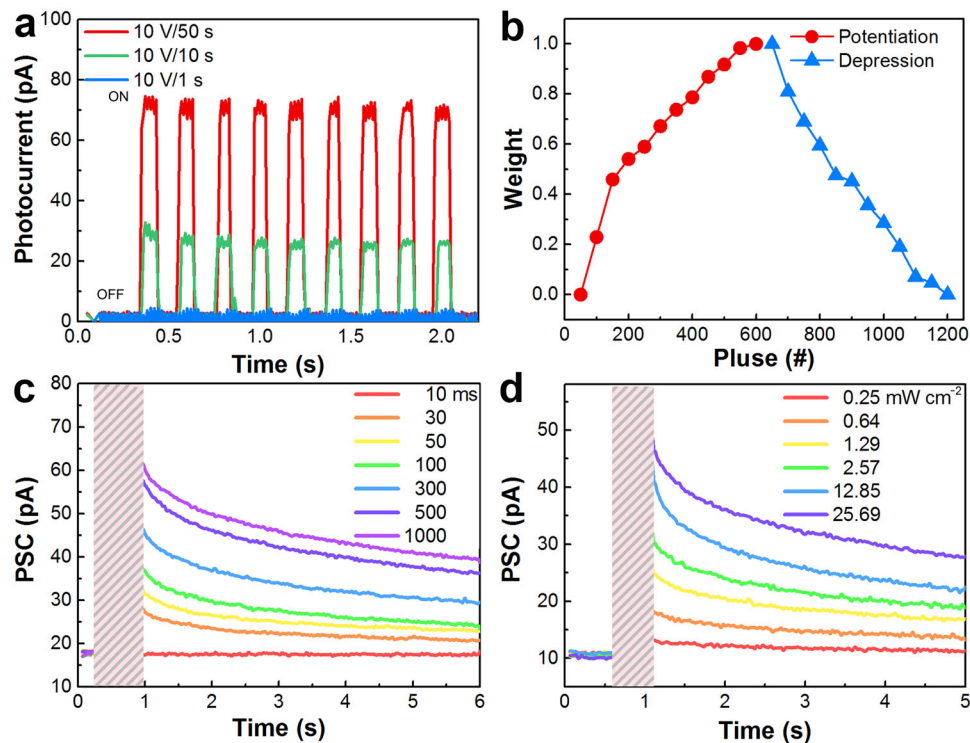 a
100
80
60
40
20
0
Photocurrent (pA)
10 V/50 s
10 V/10 s
10 V/1 s
ON
OFF
0.0 0.5 1.0 1.5 2.0
Time (s)
b
1.0
0.8
0.6
0.4
0.2
0.0
Weight
Potentiation
Depression
0 200 400 600 800 1000 1200
Pluse (#)
c
80
70
60
50
40
30
20
10
PSC (pA)
10 ms
30
50
100
300
500
1000
0 1 2 3 4 5 6
Time (s)
d
50
40
30
20
10
PSC (pA)
0.25 mW cm⁻²
0.64
1.29
2.57
12.85
25.69
0 1 2 3 4 5
Time (s)